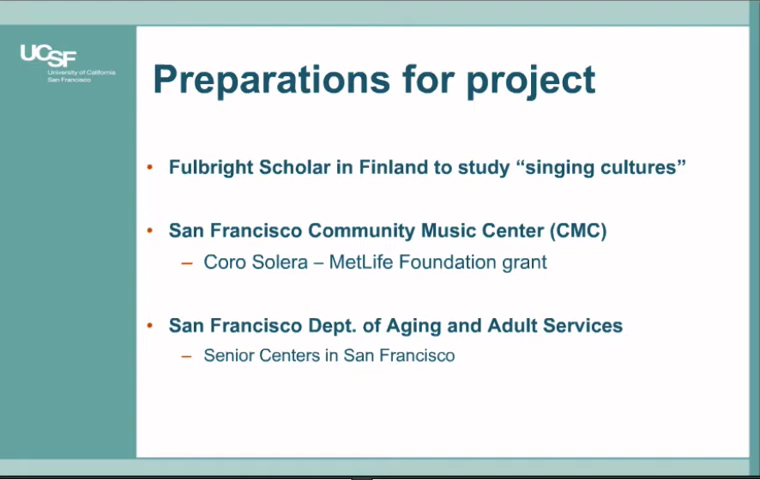 UCSF
University of California
San Francisco
Preparations for project
• Fulbright Scholar in Finland to study “singing cultures”
• San Francisco Community Music Center (CMC)
– Coro Solera – MetLife Foundation grant
• San Francisco Dept. of Aging and Adult Services
– Senior Centers in San Francisco